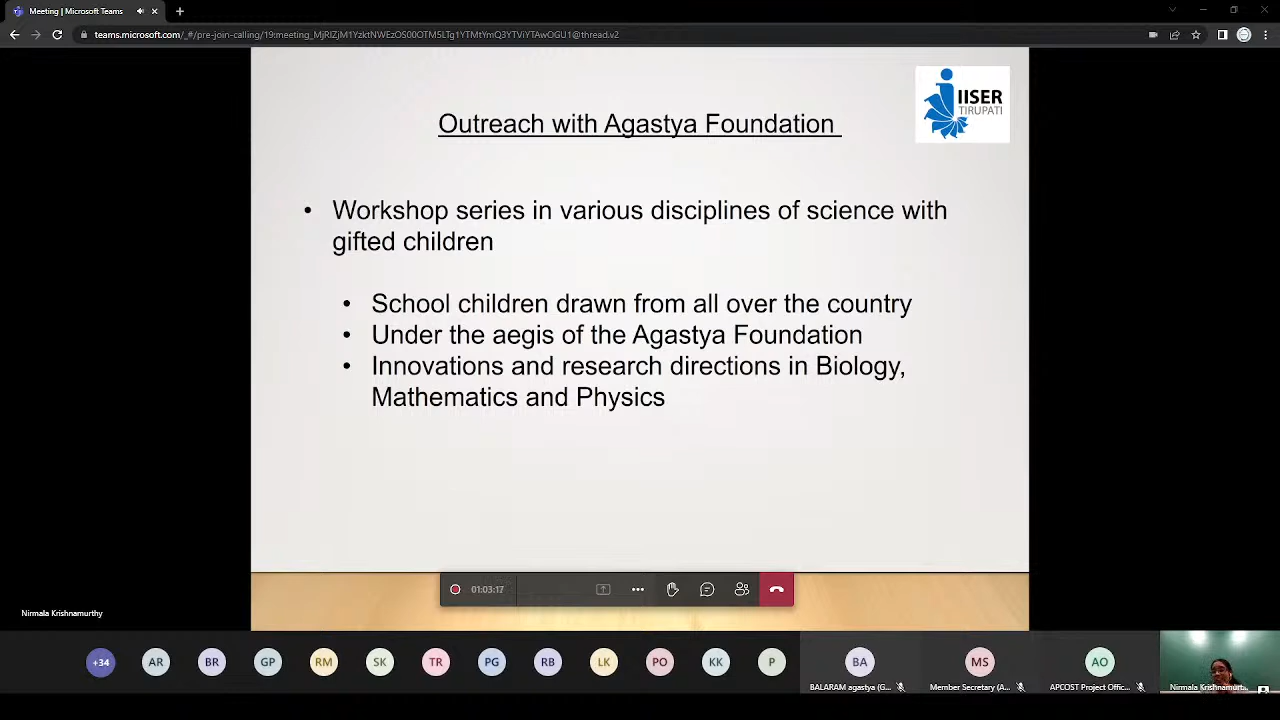 Meeting | Microsoft Teams
teams.microsoft.com/_#/pre-join-calling/19:meeting_MjRlZjM1YzktNWEzOS00OTM5LTg1YTMtYmQ3YTViYTAwOGU1@thread.v2
IISER
TIRUPATI
Outreach with Agastya Foundation
• Workshop series in various disciplines of science with
gifted children
• School children drawn from all over the country
• Under the aegis of the Agastya Foundation
• Innovations and research directions in Biology,
Mathematics and Physics
01:03:17
Nirmala Krishnamurthy
+34 AR BR GP RM SK TR PG RB LK PO KK P BA MS AO
BALARAM agastya (G... Member Secretary (A... APCOST Project Offic... Nirmala Krishnamurt...